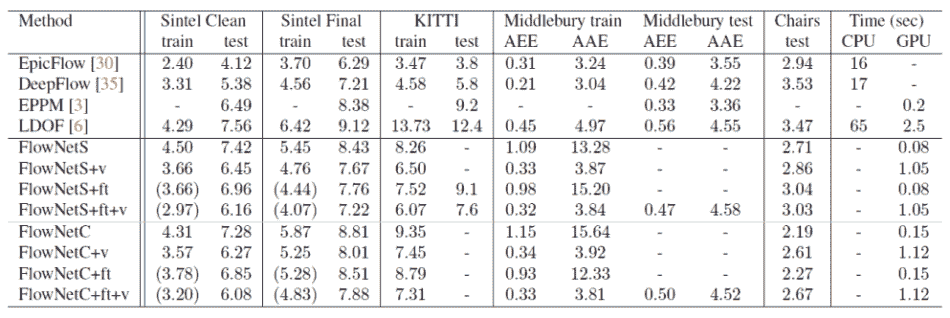 Method Sintel Clean Sintel Final KITTI Middlebury train Middlebury test Chairs Time (sec)
train test train test train test AEE AAE AEE AAE test CPU GPU
EpicFlow [30] 2.40 4.12 3.70 6.29 3.47 3.8 0.31 3.24 0.39 3.55 2.94 16 -
DeepFlow [35] 3.31 5.38 4.56 7.21 4.58 5.8 0.21 3.04 0.42 4.22 3.53 17 -
EPPM [3] - 6.49 - 8.38 - 9.2 - - 0.33 3.36 - - 0.2
LDOF [6] 4.29 7.56 6.42 9.12 13.73 12.4 0.45 4.97 0.56 4.55 3.47 65 2.5
FlowNetS 4.50 7.42 5.45 8.43 8.26 - 1.09 13.28 - - 2.71 - 0.08
FlowNetS+v 3.66 6.45 4.76 7.67 6.50 - 0.33 3.87 - - 2.86 - 1.05
FlowNetS+ft (3.66) 6.96 (4.44) 7.76 7.52 9.1 0.98 15.20 - - 3.04 - 0.08
FlowNetS+ft+v (2.97) 6.16 (4.07) 7.22 6.07 7.6 0.32 3.84 0.47 4.58 3.03 - 1.05
FlowNetC 4.31 7.28 5.87 8.81 9.35 - 1.15 15.64 - - 2.19 - 0.15
FlowNetC+v 3.57 6.27 5.25 8.01 7.45 - 0.34 3.92 - - 2.61 - 1.12
FlowNetC+ft (3.78) 6.85 (5.28) 8.51 8.79 - 0.93 12.33 - - 2.27 - 0.15
FlowNetC+ft+v (3.20) 6.08 (4.83) 7.88 7.31 - 0.33 3.81 0.50 4.52 2.67 - 1.12